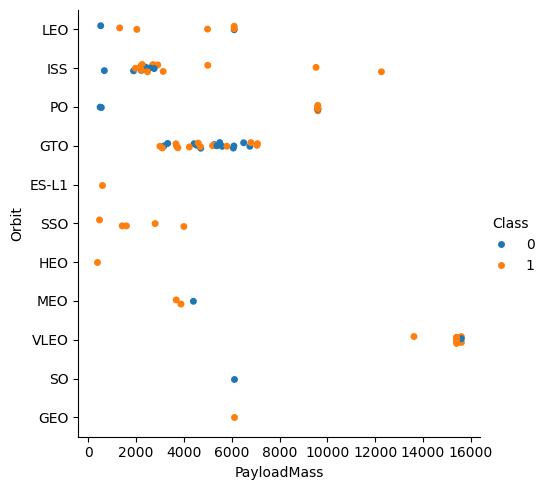 LEO
ISS
PO
GTO
ES-L1
SSO
HEO
MEO
VLEO
SO
GEO
Orbit
0 2000 4000 6000 8000 10000 12000 14000 16000
PayloadMass
Class
0
1